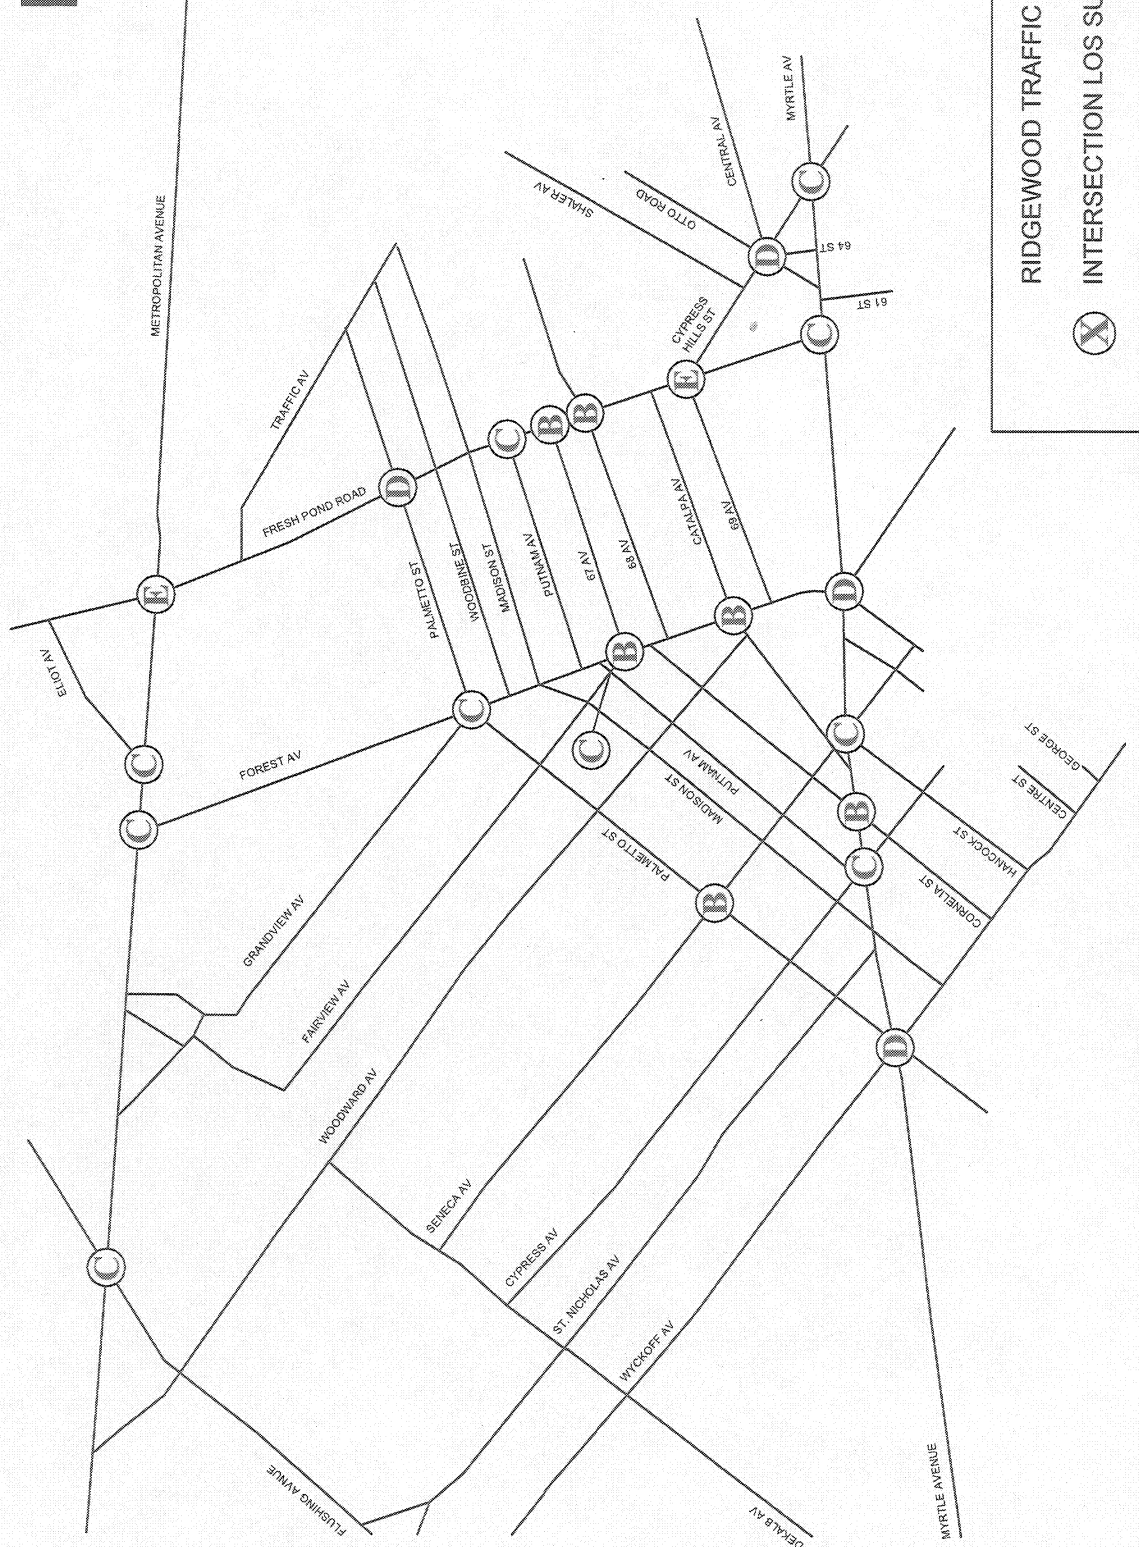 METROPOLITAN AVENUE
MYRTLE AV
CENTRAL AV
SHALER AV
OTTO ROAD
64 ST
61 ST
CYPRESS
HILLS ST
TRAFFIC AV
FRESH POND ROAD
ELIOT AV
FOREST AV
PALMETTO ST
WOODBINE ST
MADISON ST
PUTNAM AV
67 AV
68 AV
CATALPA AV
69 AV
GRANDVIEW AV
FAIRVIEW AV
WOODWARD AV
SENECA AV
CYPRESS AV
ST. NICHOLAS AV
WYCKOFF AV
PALMETTO ST
MADISON ST
PUTNAM AV
GEORGE ST
CENTRE ST
HANCOCK ST
CORNELIA ST
FLUSHING AVNUE
DEKALB AV
MYRTLE AVENUE
C
C
C
E
D
C
B
B
E
C
D
C
C
C
B
B
D
C
B
C
B
D
RIDGEWOOD TRAFFIC
X INTERSECTION LOS SU